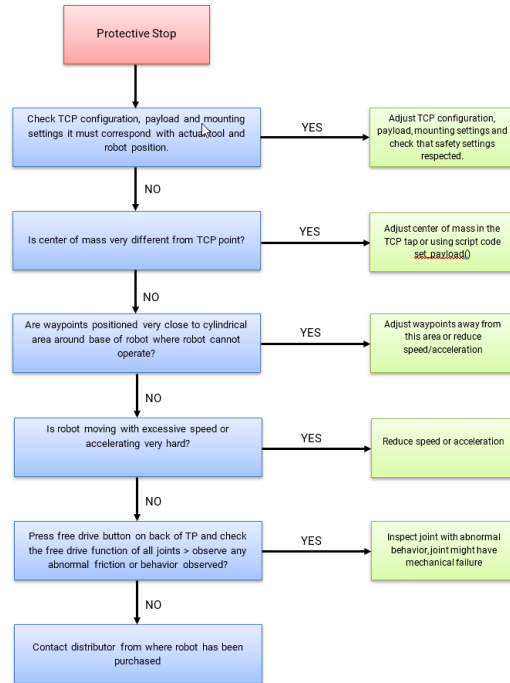 Protective Stop
Check TCP configuration, payload and mounting
settings it must correspond with actual tool and
robot position.
YES
Adjust TCP configuration,
payload, mounting settings and
check that safety settings
respected.
NO
Is center of mass very different from TCP point?
YES
Adjust center of mass in the
TCP tap or using script code
set_payload()
NO
Are waypoints positioned very close to cylindrical
area around base of robot where robot cannot
operate?
YES
Adjust waypoints away from
this area or reduce
speed/acceleration
NO
Is robot moving with excessive speed or
accelerating very hard?
YES
Reduce speed or acceleration
NO
Press free drive button on back of TP and check
the free drive function of all joints > observe any
abnormal friction or behavior observed?
YES
Inspect joint with abnormal
behavior, joint might have
mechanical failure
NO
Contact distributor from where robot has been
purchased